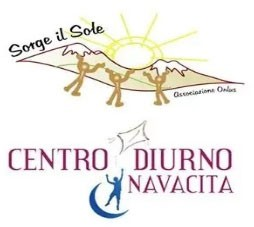 Sorge il Sole
Associazione Onlus
CENTRO DIURNO
NAVACITA